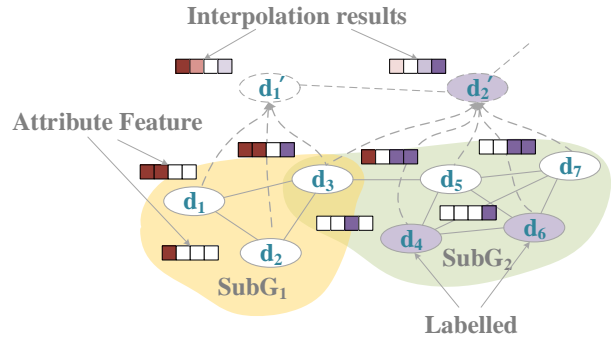 Interpolation results
d₁′
d₂′
Attribute Feature
d₁
d₃
d₅
d₇
d₂
d₄
d₆
SubG₁
SubG₂
Labelled